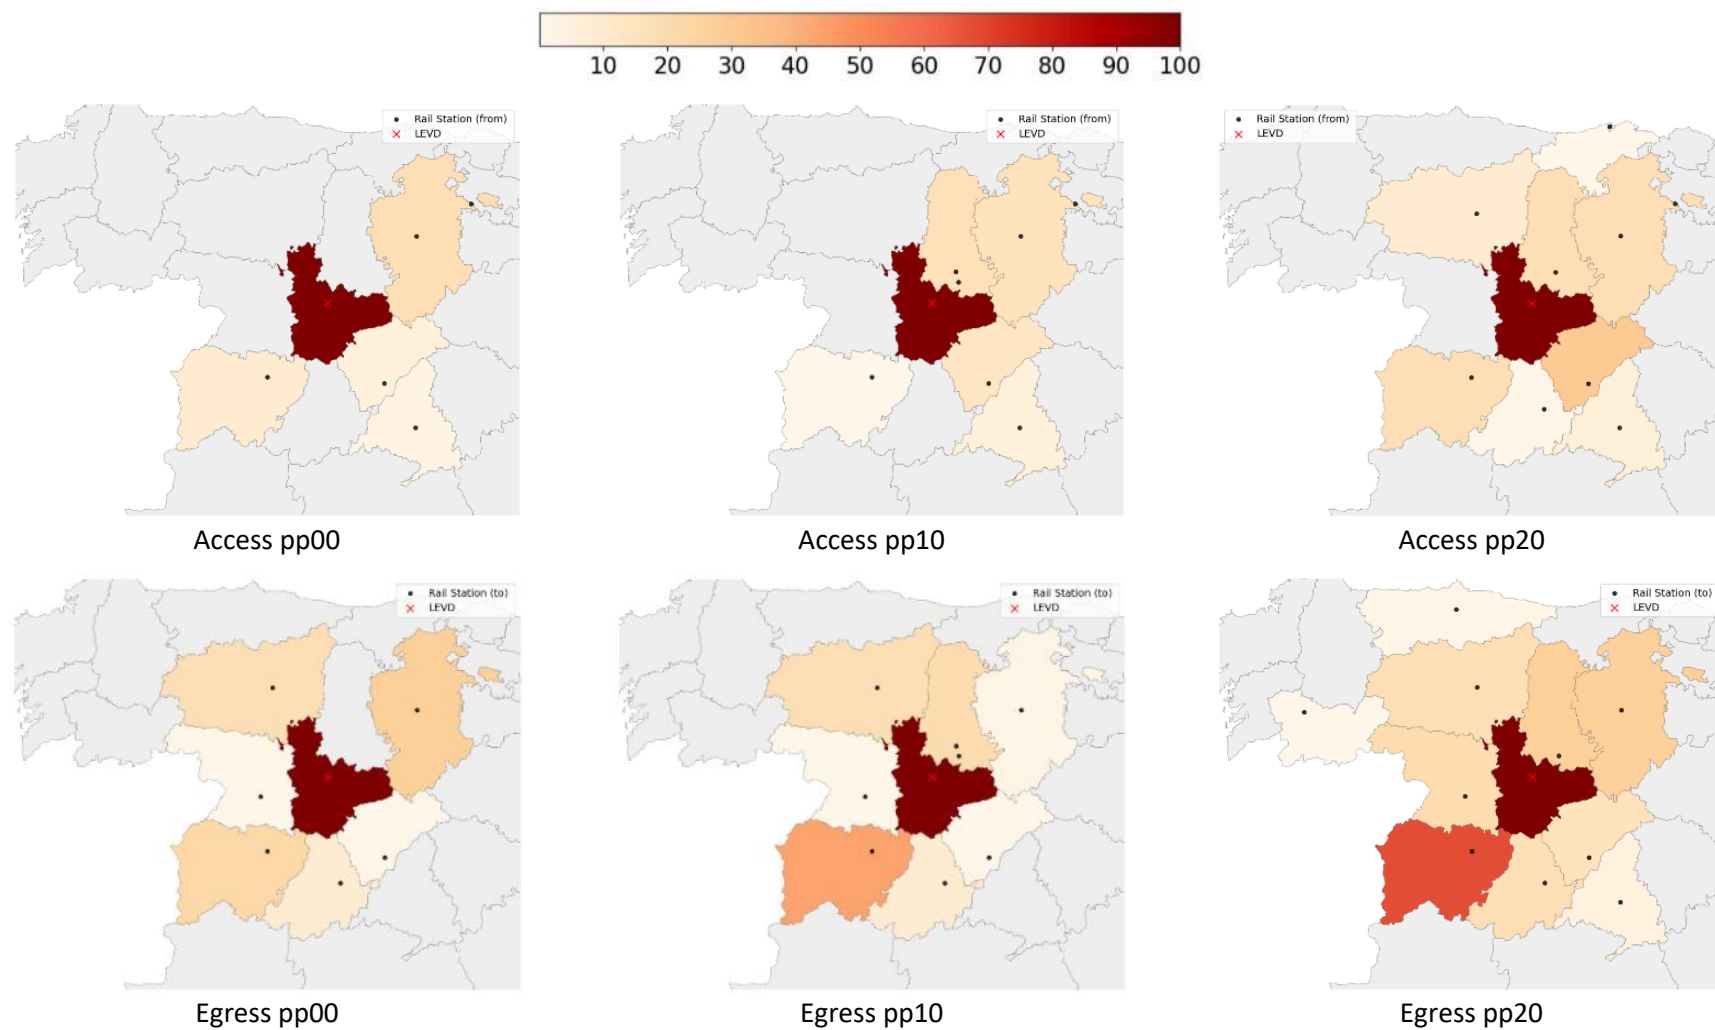 10 20 30 40 50 60 70 80 90 100
Rail Station (from)
LEVD
Rail Station (from)
LEVD
Rail Station (from)
LEVD
Access pp00
Access pp10
Access pp20
Rail Station (to)
LEVD
Rail Station (to)
LEVD
Rail Station (to)
LEVD
Egress pp00
Egress pp10
Egress pp20